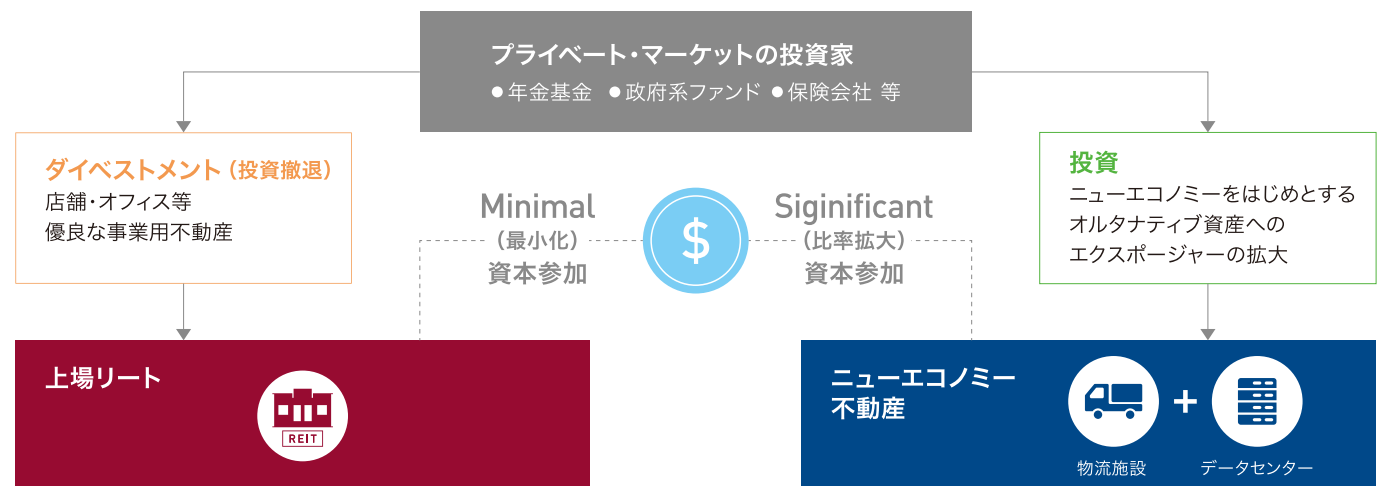 プライベート・マーケットの投資家
●年金基金 ●政府系ファンド ●保険会社 等
ダイベストメント（投資撤退）
店舗・オフィス等
優良な事業用不動産
Minimal
（最小化）
資本参加
$
Siginificant
（比率拡大）
資本参加
投資
ニューエコノミーをはじめとする
オルタナティブ資産への
エクスポージャーの拡大
上場リート
REIT
ニューエコノミー
不動産
+
物流施設
データセンター